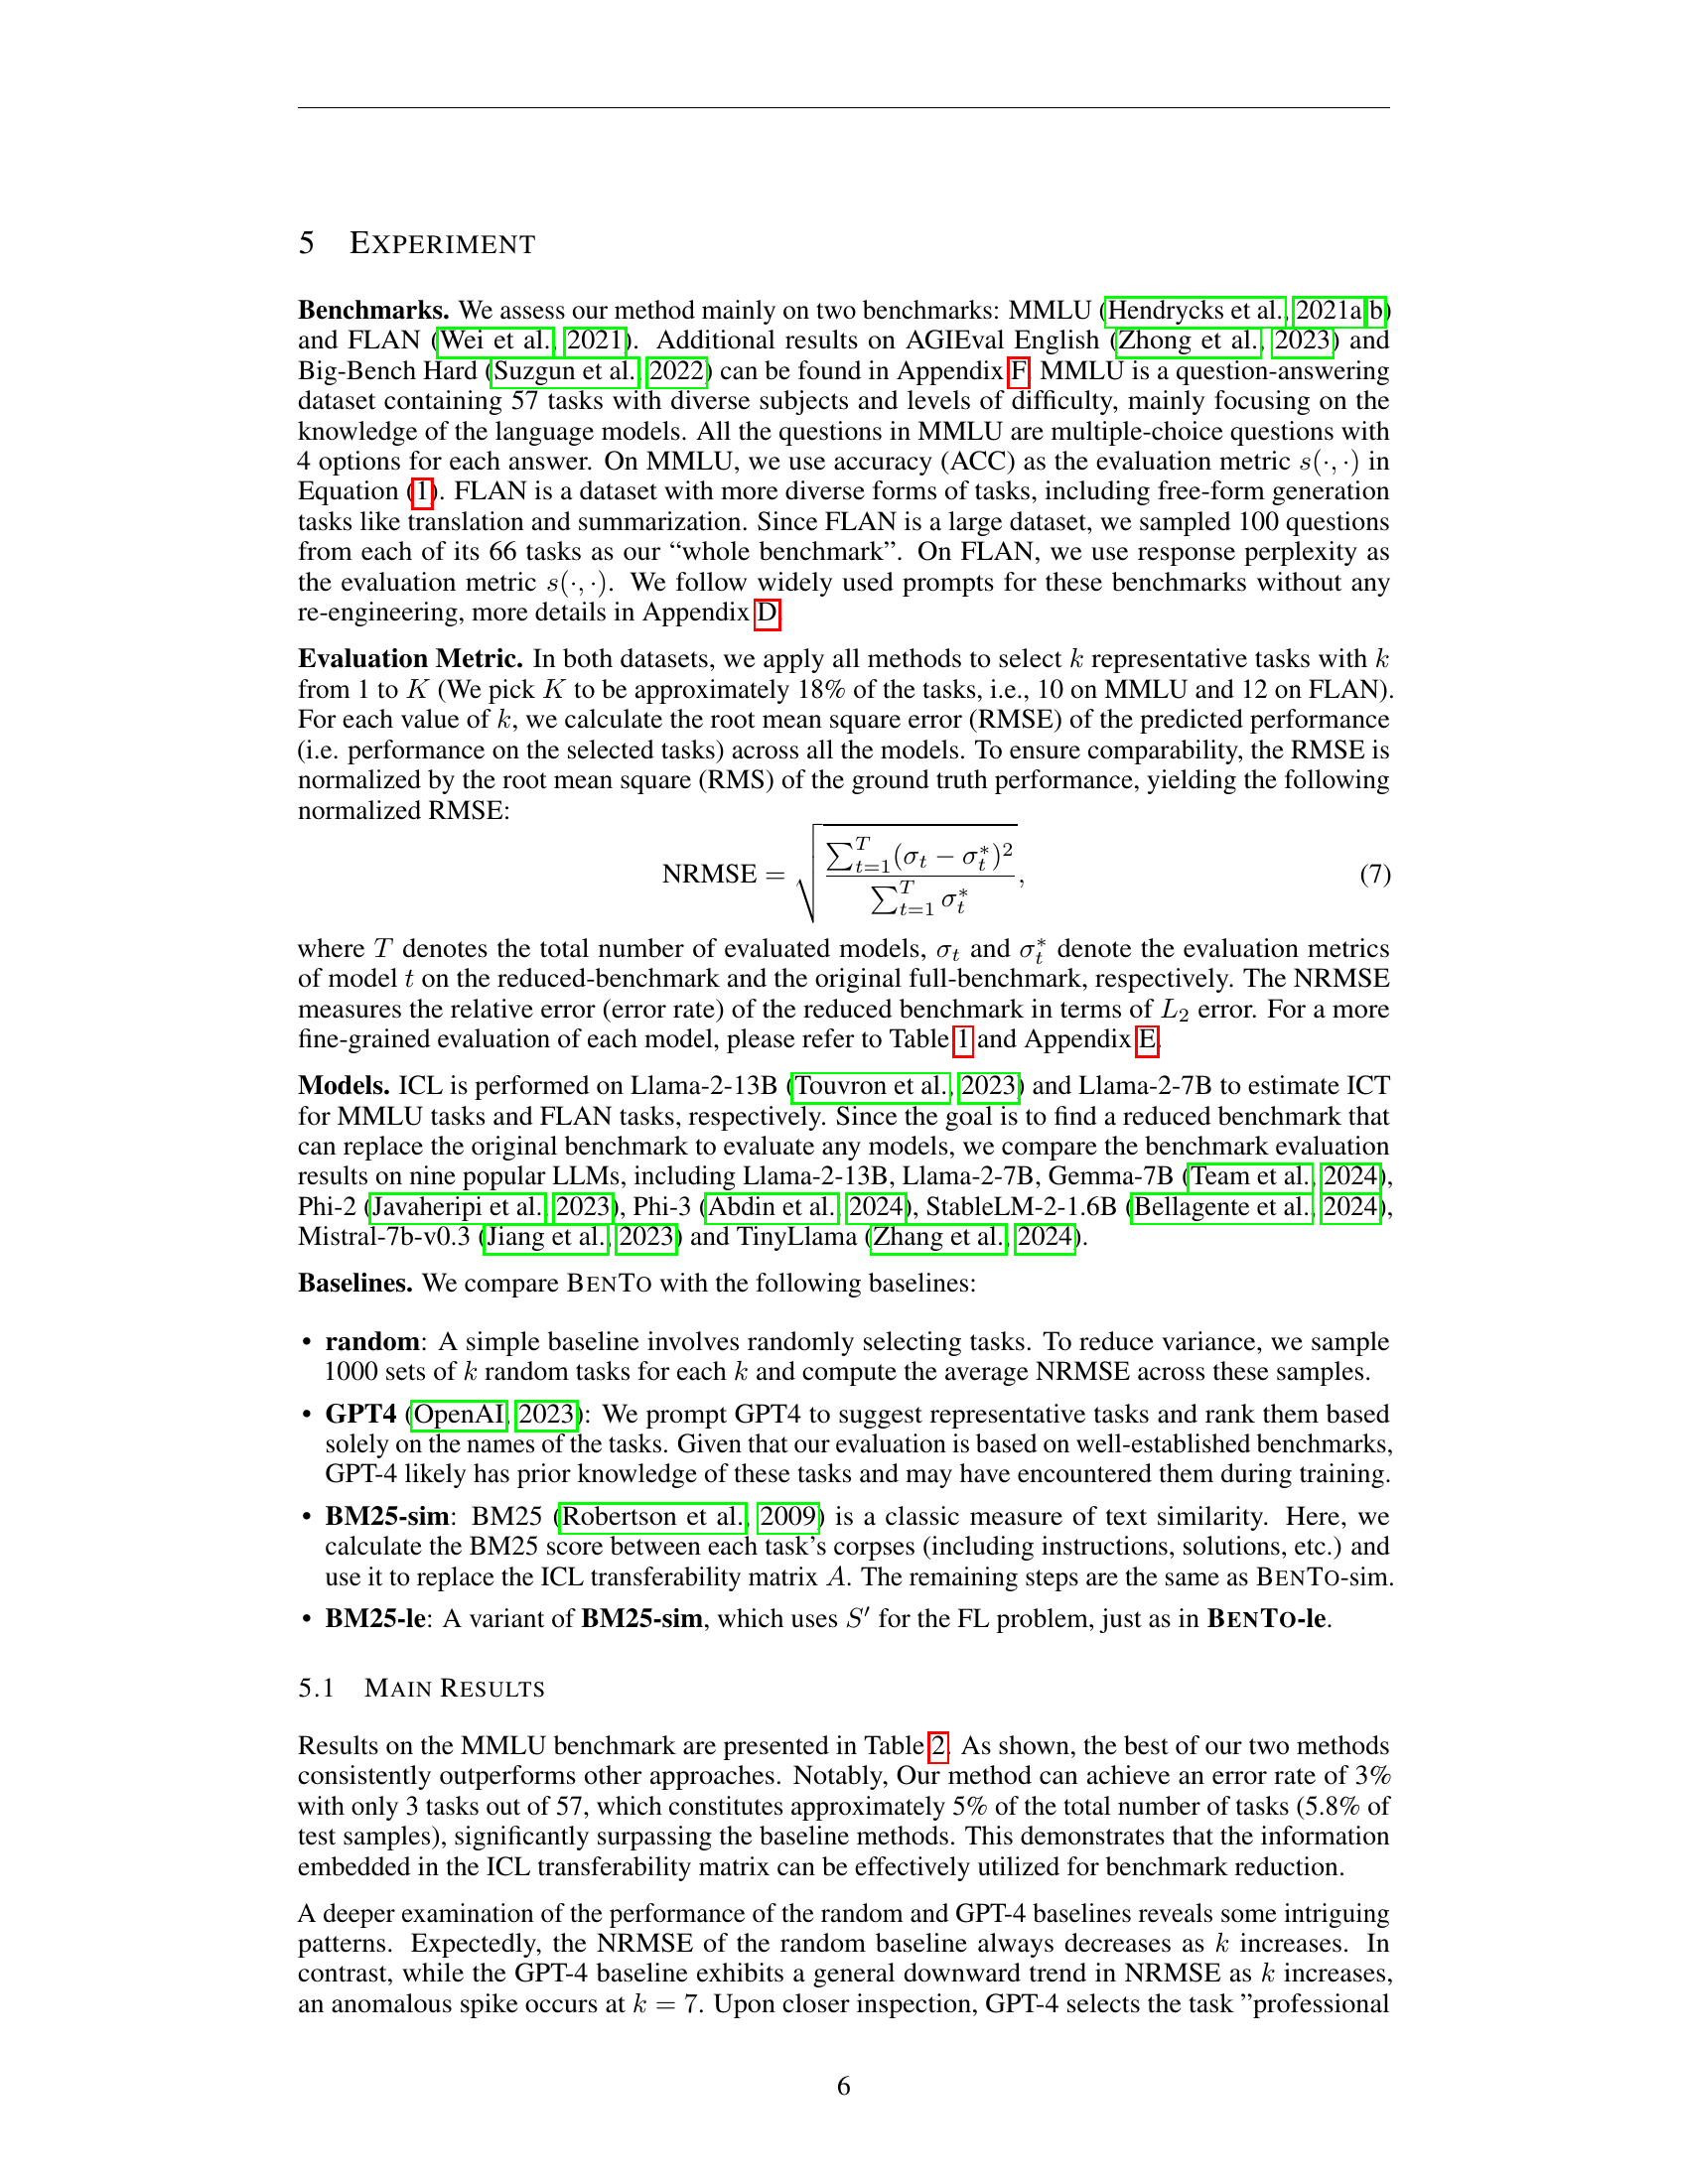 5 EXPERIMENT
Benchmarks. We assess our method mainly on two benchmarks: MMLU (Hendrycks et al., 2021a;b)
and FLAN (Wei et al., 2021). Additional results on AGIEval English (Zhong et al., 2023) and
Big-Bench Hard (Suzgun et al., 2022) can be found in Appendix F. MMLU is a question-answering
dataset containing 57 tasks with diverse subjects and levels of difficulty, mainly focusing on the
knowledge of the language models. All the questions in MMLU are multiple-choice questions with
4 options for each answer. On MMLU, we use accuracy (ACC) as the evaluation metric s(·, ·) in
Equation (1). FLAN is a dataset with more diverse forms of tasks, including free-form generation
tasks like translation and summarization. Since FLAN is a large dataset, we sampled 100 questions
from each of its 66 tasks as our “whole benchmark”. On FLAN, we use response perplexity as
the evaluation metric s(·, ·). We follow widely used prompts for these benchmarks without any
re-engineering, more details in Appendix D.
Evaluation Metric. In both datasets, we apply all methods to select k representative tasks with k
from 1 to K (We pick K to be approximately 18% of the tasks, i.e., 10 on MMLU and 12 on FLAN).
For each value of k, we calculate the root mean square error (RMSE) of the predicted performance
(i.e. performance on the selected tasks) across all the models. To ensure comparability, the RMSE is
normalized by the root mean square (RMS) of the ground truth performance, yielding the following
normalized RMSE:
NRMSE = √(∑_{t=1}^{T}(σ_t − σ_t^*)^2 / ∑_{t=1}^{T} σ_t^*), (7)
where T denotes the total number of evaluated models, σ_t and σ_t^* denote the evaluation metrics
of model t on the reduced-benchmark and the original full-benchmark, respectively. The NRMSE
measures the relative error (error rate) of the reduced benchmark in terms of L_2 error. For a more
fine-grained evaluation of each model, please refer to Table 1 and Appendix E.
Models. ICL is performed on Llama-2-13B (Touvron et al., 2023) and Llama-2-7B to estimate ICT
for MMLU tasks and FLAN tasks, respectively. Since the goal is to find a reduced benchmark that
can replace the original benchmark to evaluate any models, we compare the benchmark evaluation
results on nine popular LLMs, including Llama-2-13B, Llama-2-7B, Gemma-7B (Team et al., 2024),
Phi-2 (Javaheripi et al., 2023), Phi-3 (Abdin et al., 2024), StableLM-2-1.6B (Bellagente et al., 2024),
Mistral-7b-v0.3 (Jiang et al., 2023) and TinyLlama (Zhang et al., 2024).
Baselines. We compare BENTO with the following baselines:
• random: A simple baseline involves randomly selecting tasks. To reduce variance, we sample
1000 sets of k random tasks for each k and compute the average NRMSE across these samples.
• GPT4 (OpenAI, 2023): We prompt GPT4 to suggest representative tasks and rank them based
solely on the names of the tasks. Given that our evaluation is based on well-established benchmarks,
GPT-4 likely has prior knowledge of these tasks and may have encountered them during training.
• BM25-sim: BM25 (Robertson et al., 2009) is a classic measure of text similarity. Here, we
calculate the BM25 score between each task’s corpses (including instructions, solutions, etc.) and
use it to replace the ICL transferability matrix A. The remaining steps are the same as BENTO-sim.
• BM25-le: A variant of BM25-sim, which uses S′ for the FL problem, just as in BENTO-le.
5.1 MAIN RESULTS
Results on the MMLU benchmark are presented in Table 2. As shown, the best of our two methods
consistently outperforms other approaches. Notably, Our method can achieve an error rate of 3%
with only 3 tasks out of 57, which constitutes approximately 5% of the total number of tasks (5.8% of
test samples), significantly surpassing the baseline methods. This demonstrates that the information
embedded in the ICL transferability matrix can be effectively utilized for benchmark reduction.
A deeper examination of the performance of the random and GPT-4 baselines reveals some intriguing
patterns. Expectedly, the NRMSE of the random baseline always decreases as k increases. In
contrast, while the GPT-4 baseline exhibits a general downward trend in NRMSE as k increases,
an anomalous spike occurs at k = 7. Upon closer inspection, GPT-4 selects the task ”professional
6